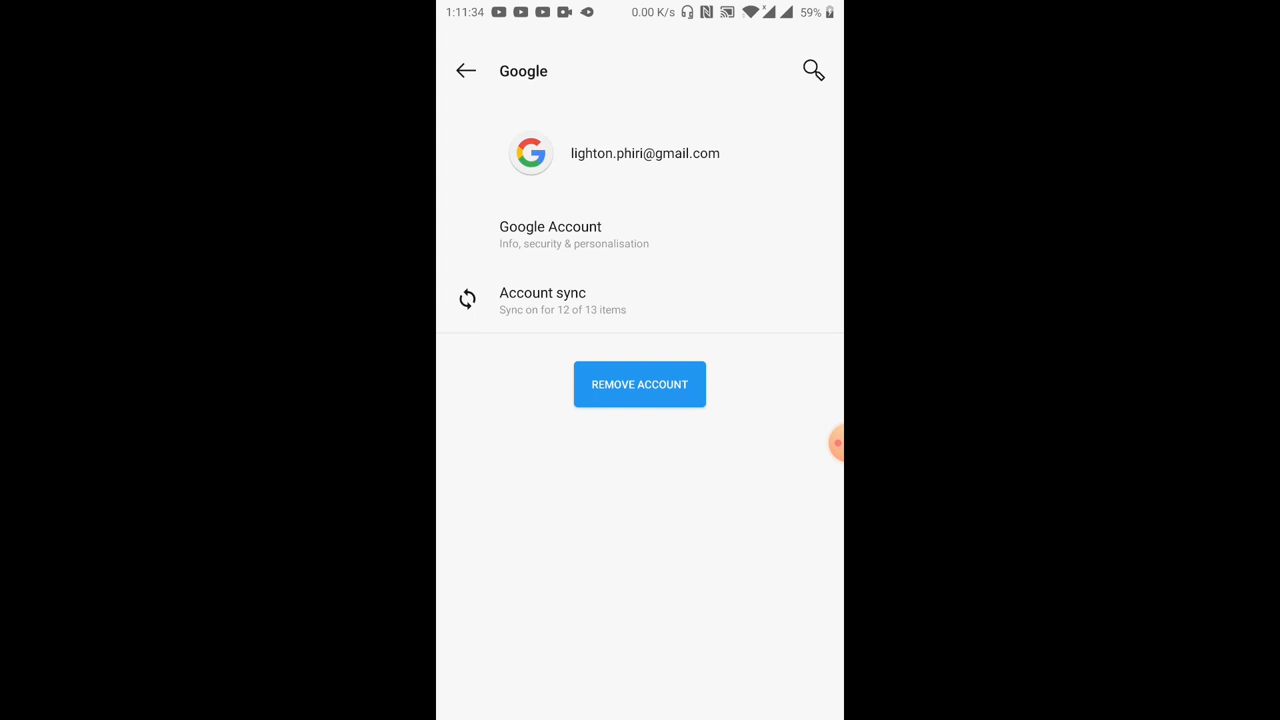 1:11:34 0.00 K/s 59%
Google
lighton.phiri@gmail.com
Google Account
Info, security & personalisation
Account sync
Sync on for 12 of 13 items
REMOVE ACCOUNT